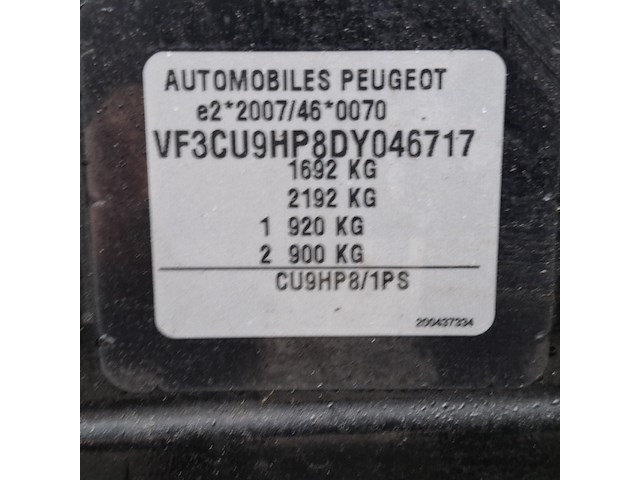 AUTOMOBILES PEUGEOT
e2*2007/46*0070
VF3CU9HP8DY046717
1692 KG
2192 KG
1 920 KG
2 900 KG
CU9HP8/1PS
200437334